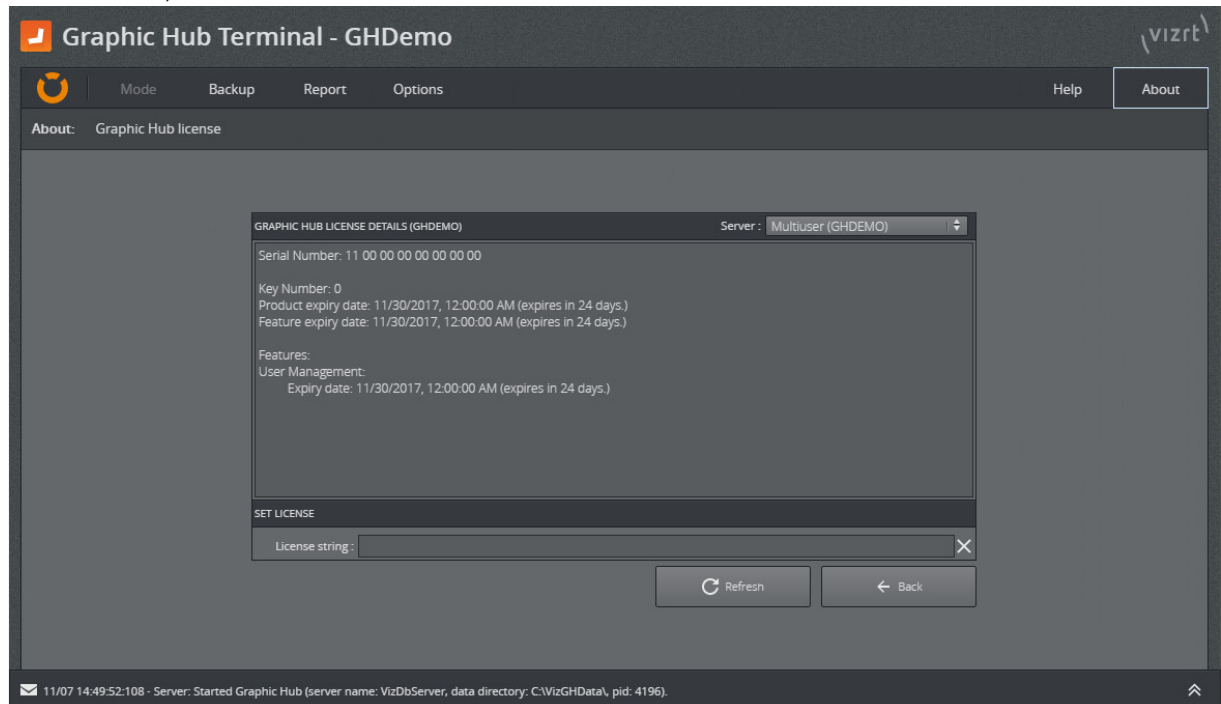 Graphic Hub Terminal - GHDemo
vizrt
Mode Backup Report Options Help About
About: Graphic Hub license
GRAPHIC HUB LICENSE DETAILS (GHDEMO) Server : Multiuser (GHDEMO)
Serial Number: 11 00 00 00 00 00 00 00
Key Number: 0
Product expiry date: 11/30/2017, 12:00:00 AM (expires in 24 days.)
Feature expiry date: 11/30/2017, 12:00:00 AM (expires in 24 days.)
Features:
User Management:
Expiry date: 11/30/2017, 12:00:00 AM (expires in 24 days.)
SET LICENSE
License string :
Refresh Back
11/07 14:49:52:108 - Server: Started Graphic Hub (server name: VizDbServer, data directory: C:\VizGHData\, pid: 4196).